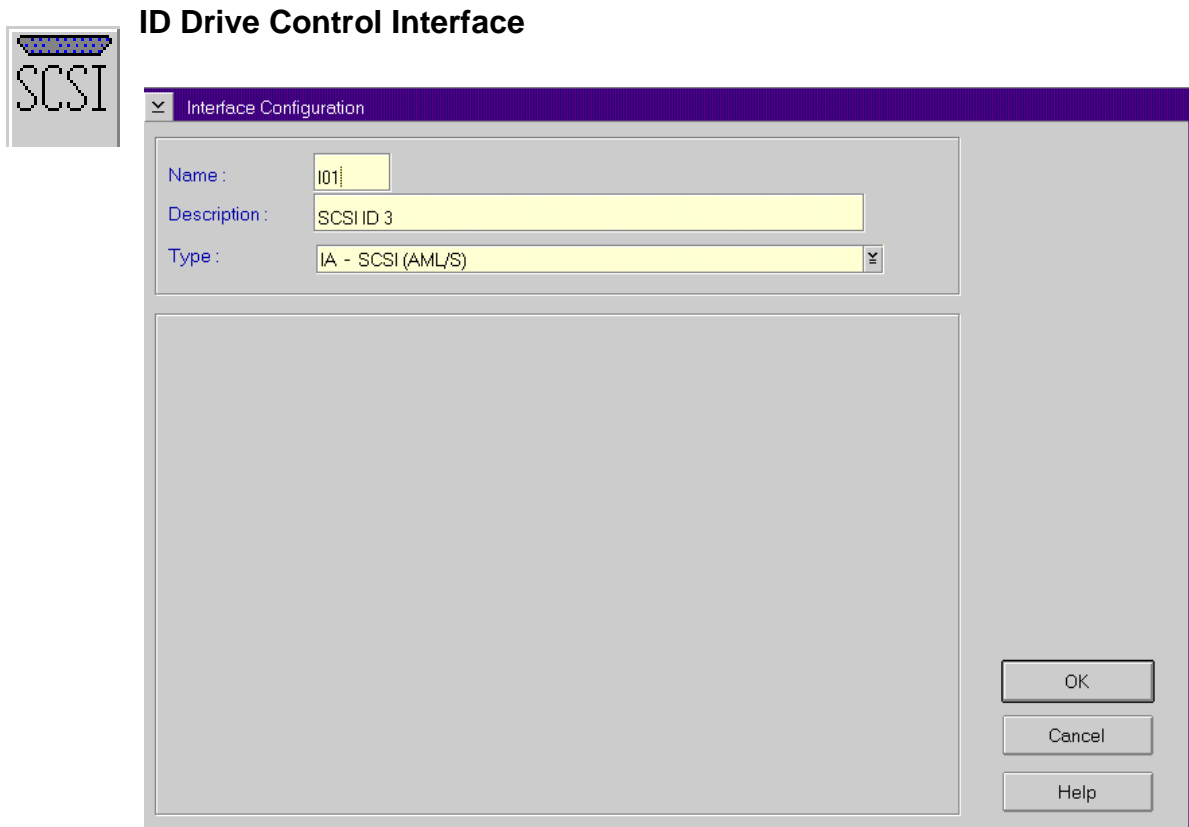 ID Drive Control Interface
SCSI
Interface Configuration
Name :
I01
Description :
SCSI ID 3
Type :
IA - SCSI (AML/S)
OK
Cancel
Help